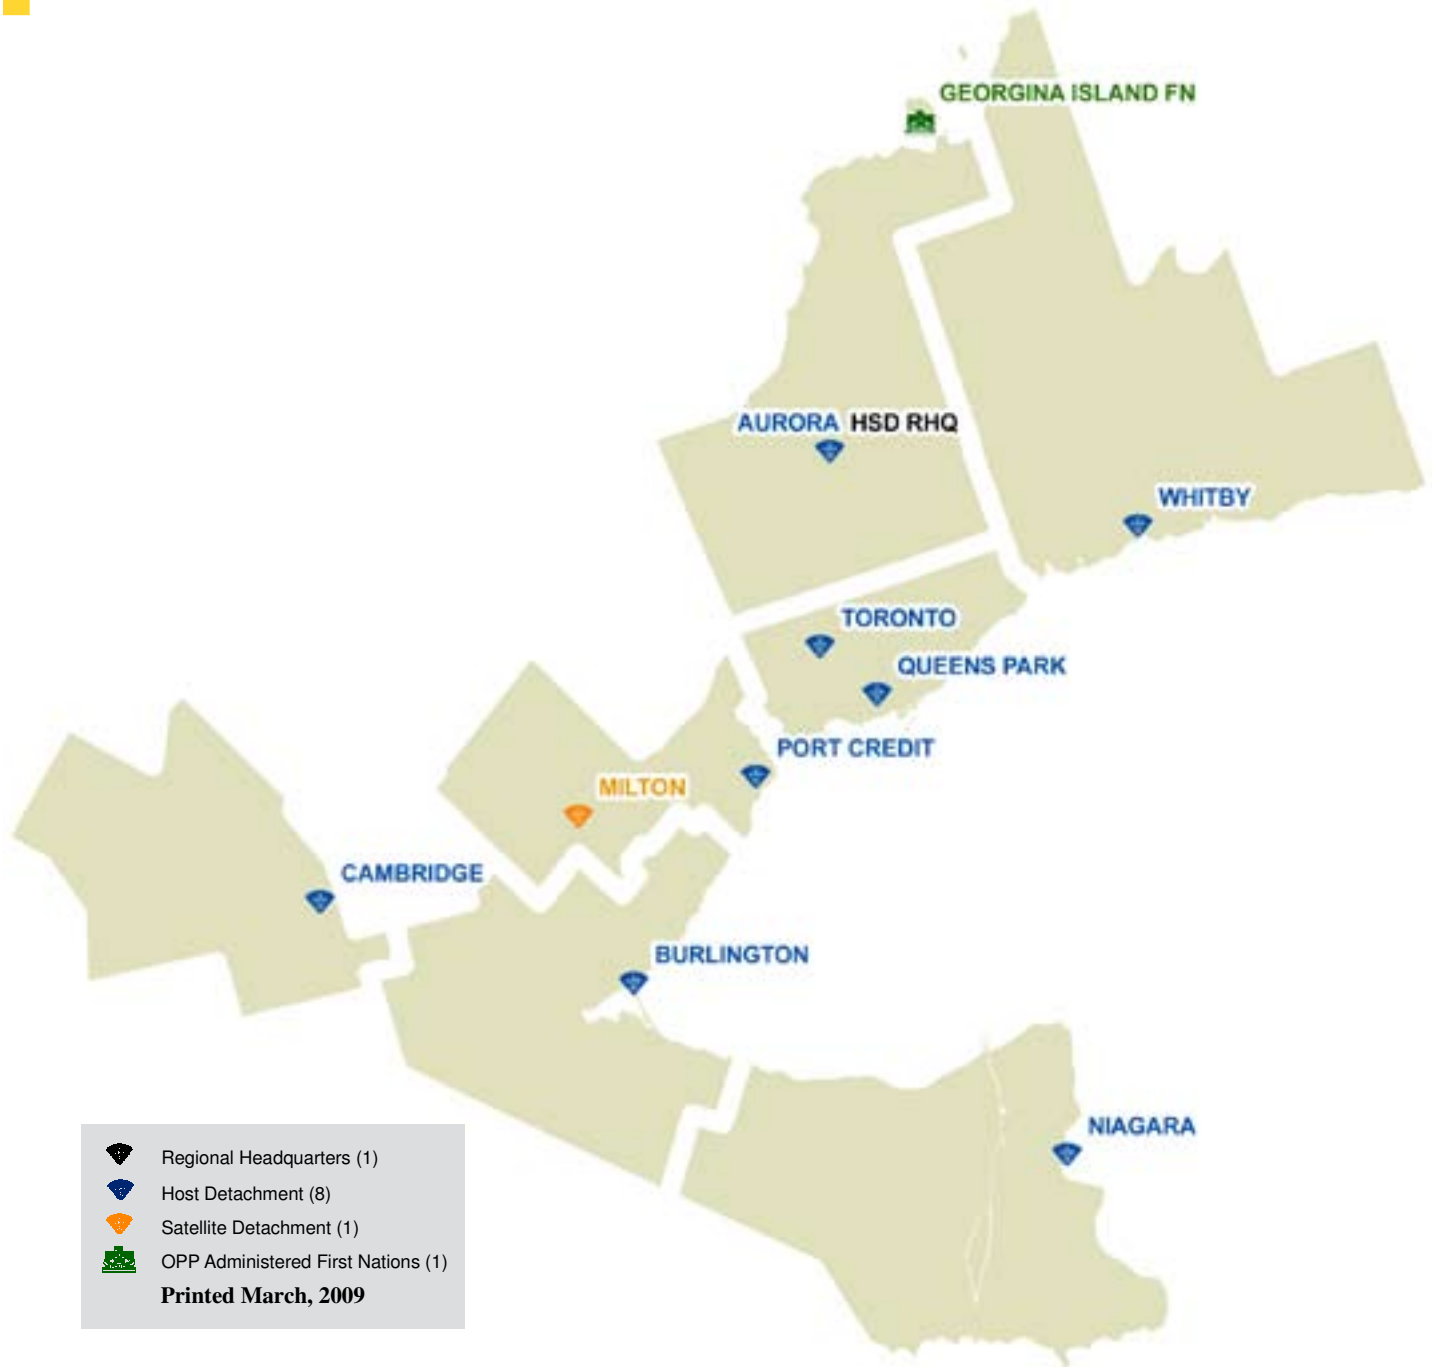 GEORGINA ISLAND FN
AURORA HSD RHQ
WHITBY
TORONTO
QUEENS PARK
PORT CREDIT
MILTON
CAMBRIDGE
BURLINGTON
NIAGARA
Regional Headquarters (1)
Host Detachment (8)
Satellite Detachment (1)
OPP Administered First Nations (1)
Printed March, 2009